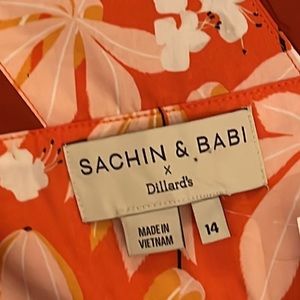 SACHIN & BABI
x
Dillard's
MADE IN
VIETNAM
14